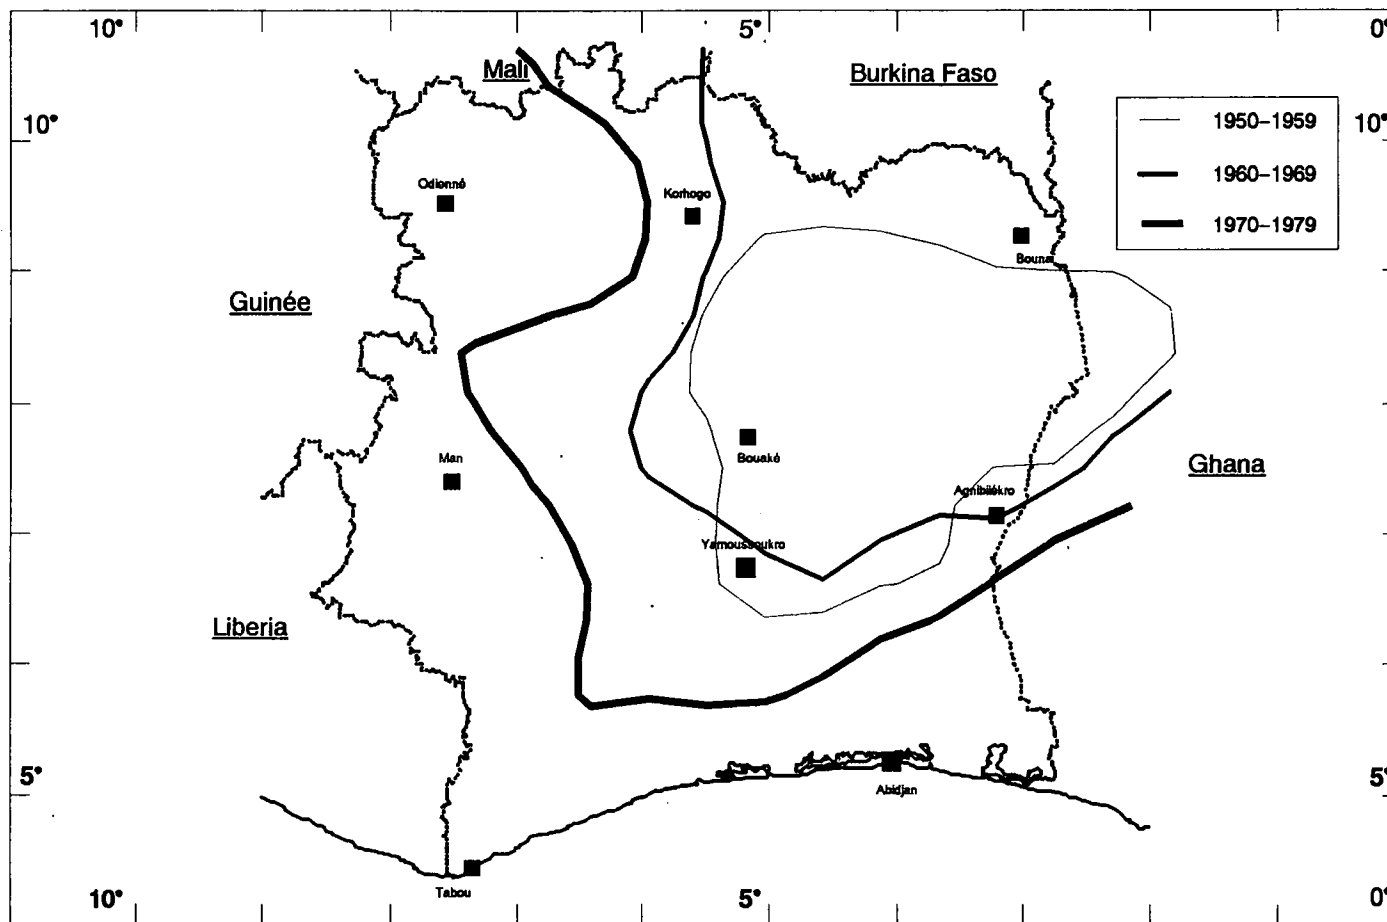 10° 5° 0°
Mali
Burkina Faso
10° 10°
1950–1959
1960–1969
1970–1979
Odienné
Korhogo
Bouna
Guinée
Man
Bouaké
Ghana
Agnibilékro
Yamoussoukro
Liberia
5° 5°
Abidjan
Tabou
10° 5° 0°